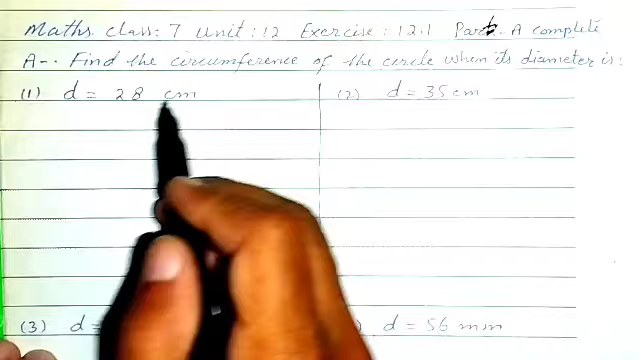 Maths. class: 7 Unit: 12 Exercise: 12.1 Part A complete
A-. Find the circumference of the circle when its diameter is:
(1) d = 28 cm (2) d = 35 cm
(3) d = ) d = 56 mm